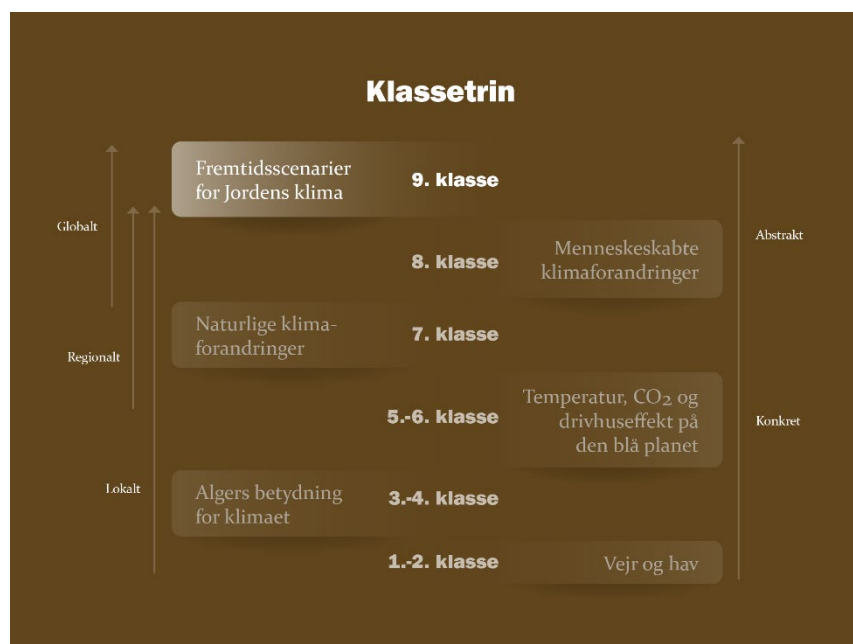 Klassetrin
Fremtidsscenarier
for Jordens klima
9. klasse
Globalt
Abstrakt
8. klasse
Menneskeskabte
klimaforandringer
Naturlige klima-
forandringer
7. klasse
Regionalt
5.-6. klasse
Temperatur, CO2 og
drivhuseffekt på
den blå planet
Konkret
Lokalt
Algers betydning
for klimaet
3.-4. klasse
1.-2. klasse
Vejr og hav